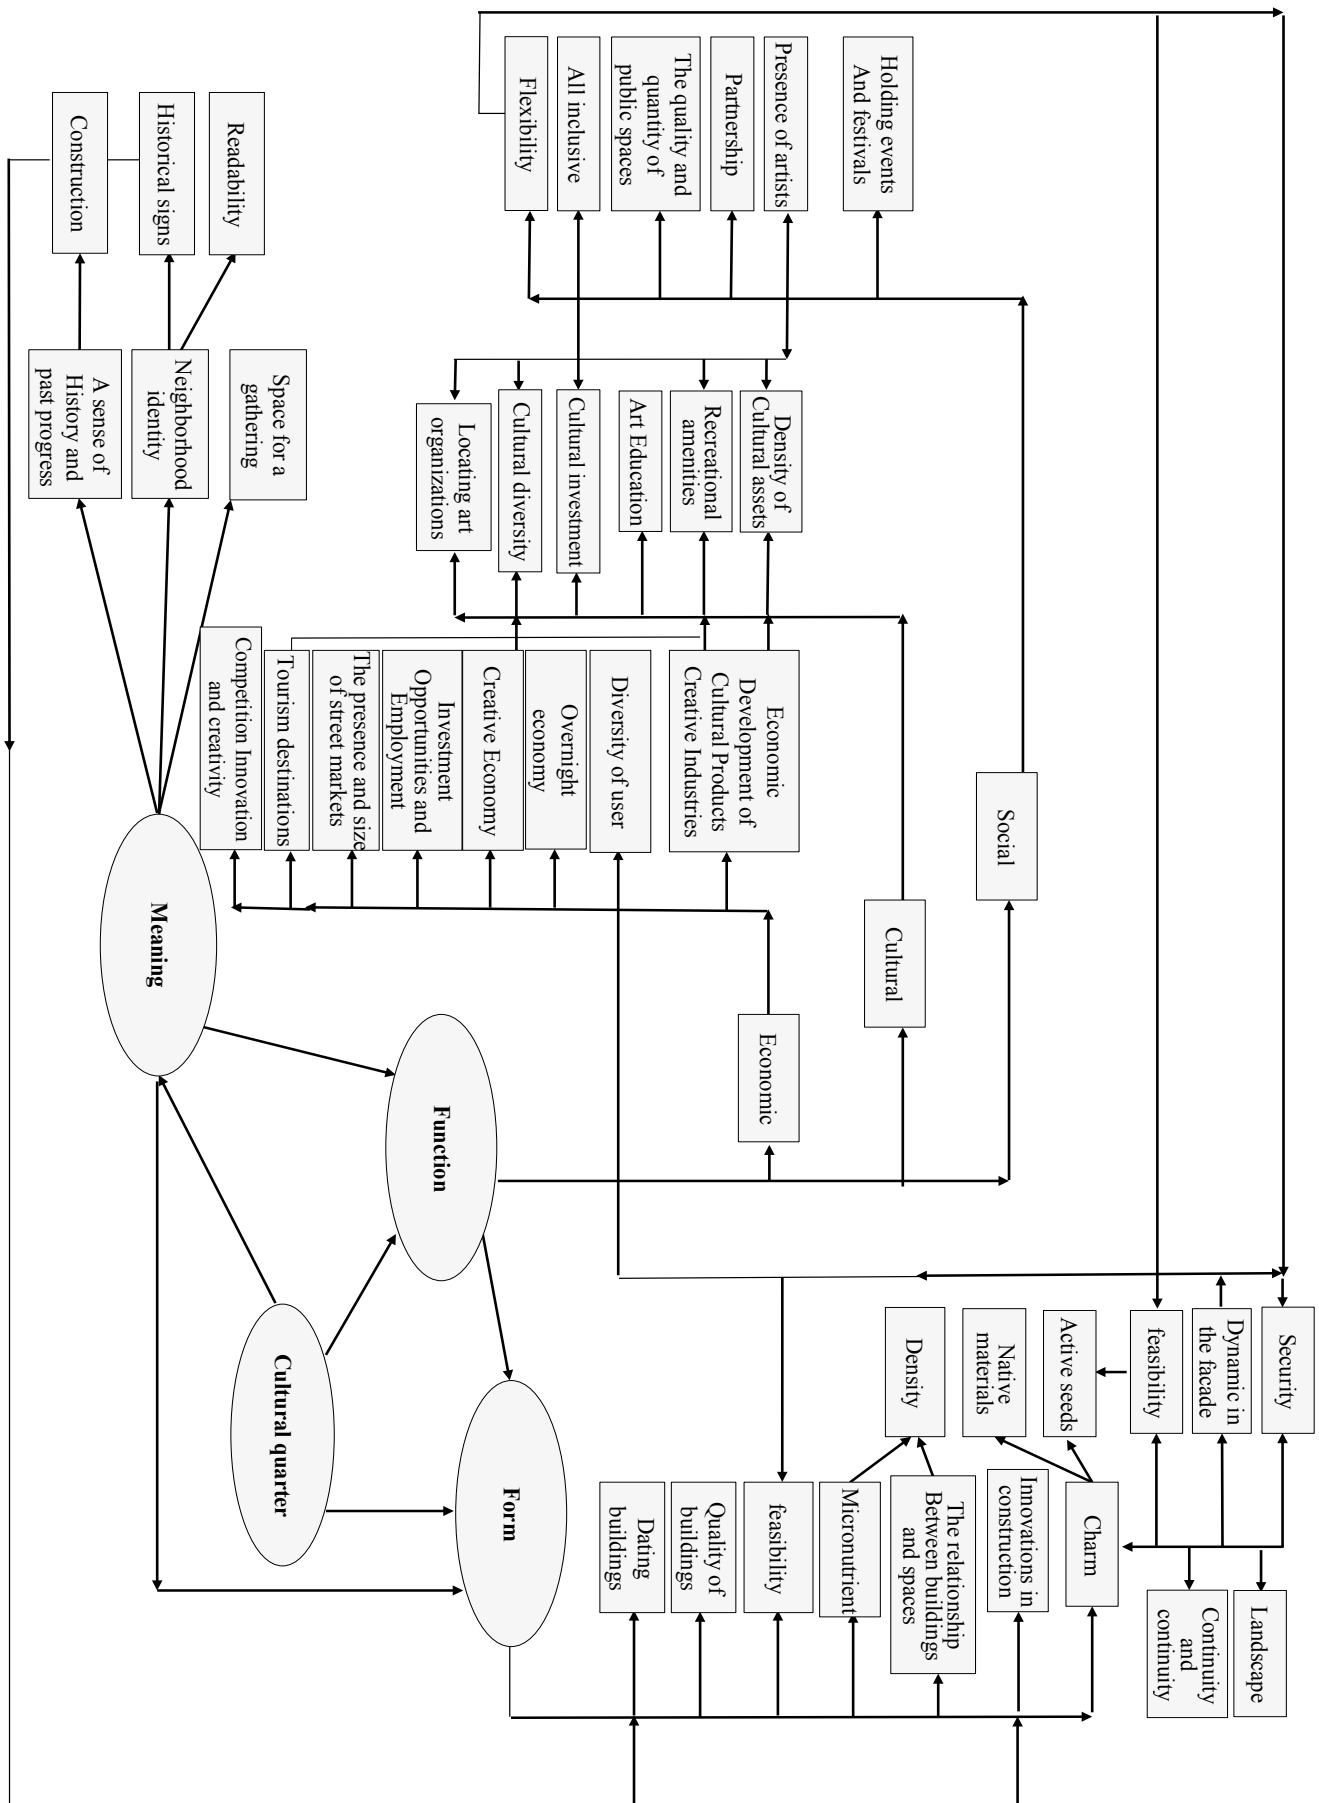 Security
Dynamic in
the facade
feasibility
Active seeds
Native
materials
Density
Landscape
Continuity
and
continuity
Charm
Innovations in
construction
The relationship
Between buildings
and spaces
Micronutrient
feasibility
Quality of
buildings
Dating
buildings
Social
Cultural
Economic
Holding events
And festivals
Presence of artists
Partnership
The quality and
quantity of
public spaces
All inclusive
Flexibility
Density of
Cultural assets
Recreational
amenities
Art Education
Cultural investment
Cultural diversity
Locating art
organizations
Economic
Development of
Cultural Products
Creative Industries
Diversity of user
Overnight
economy
Creative Economy
Investment
Opportunities and
Employment
The presence and size
of street markets
Tourism destinations
Competition Innovation
and creativity
Form
Function
Cultural quarter
Meaning
Space for a
gathering
Neighborhood
identity
A sense of
History and
past progress
Readability
Historical signs
Construction